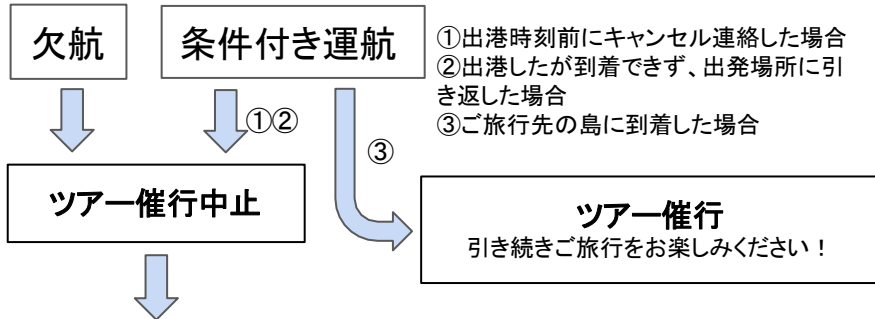 欠航
条件付き運航
①出港時刻前にキャンセル連絡した場合
②出港したが到着できず、出発場所に引
き返した場合
③ご旅行先の島に到着した場合
①②
③
ツアー催行中止
ツアー催行
引き続きご旅行をお楽しみください！